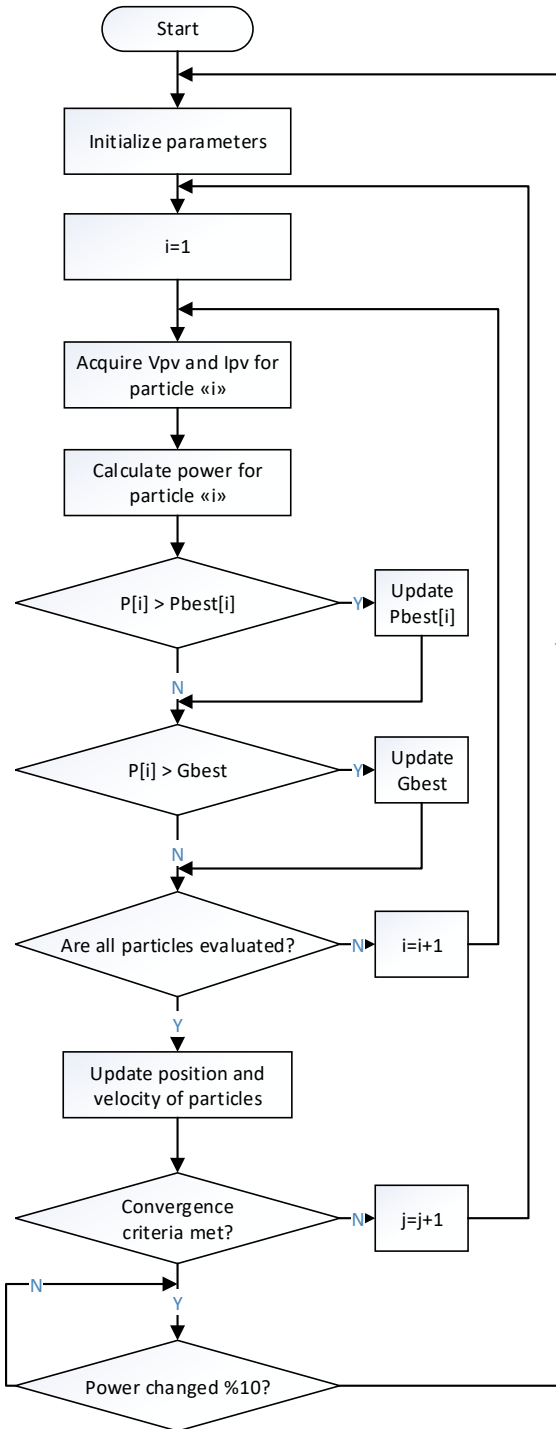 Start
Initialize parameters
i=1
Acquire Vpv and Ipv for
particle «i»
Calculate power for
particle «i»
P[i] > Pbest[i]
Y
Update
Pbest[i]
N
P[i] > Gbest
Y
Update
Gbest
N
Are all particles evaluated?
N
i=i+1
Y
Update position and
velocity of particles
Convergence
criteria met?
N
j=j+1
N
Y
Power changed %10?